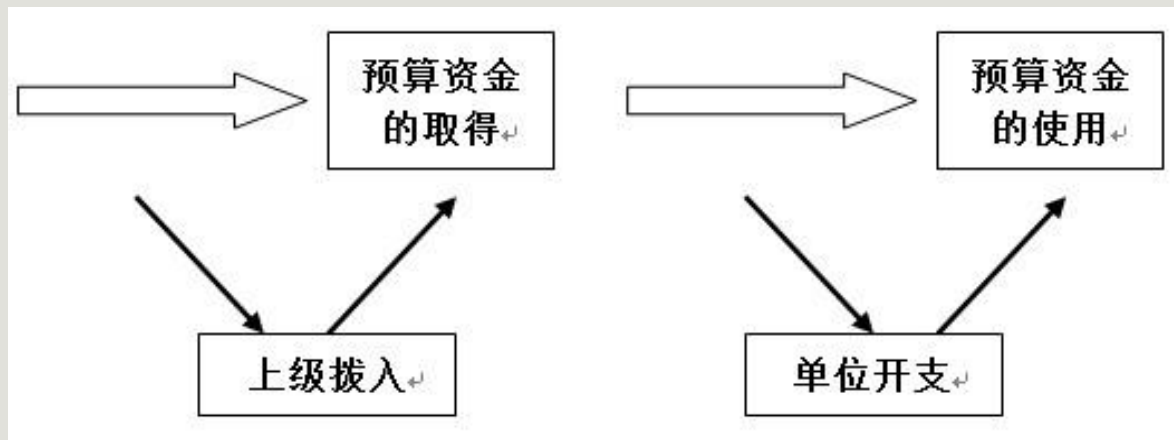 预算资金
的取得
预算资金
的使用
上级拨入
单位开支